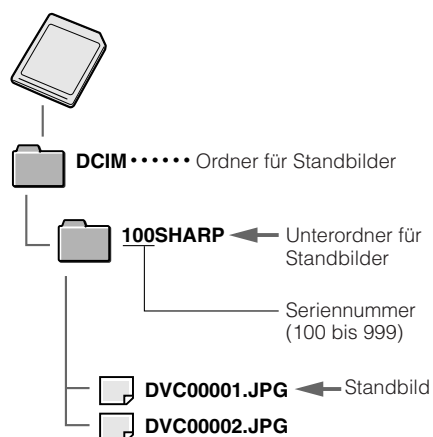 DCIM •••••• Ordner für Standbilder
100SHARP
Unterordner für
Standbilder
Seriennummer
(100 bis 999)
DVC00001.JPG
Standbild
DVC00002.JPG